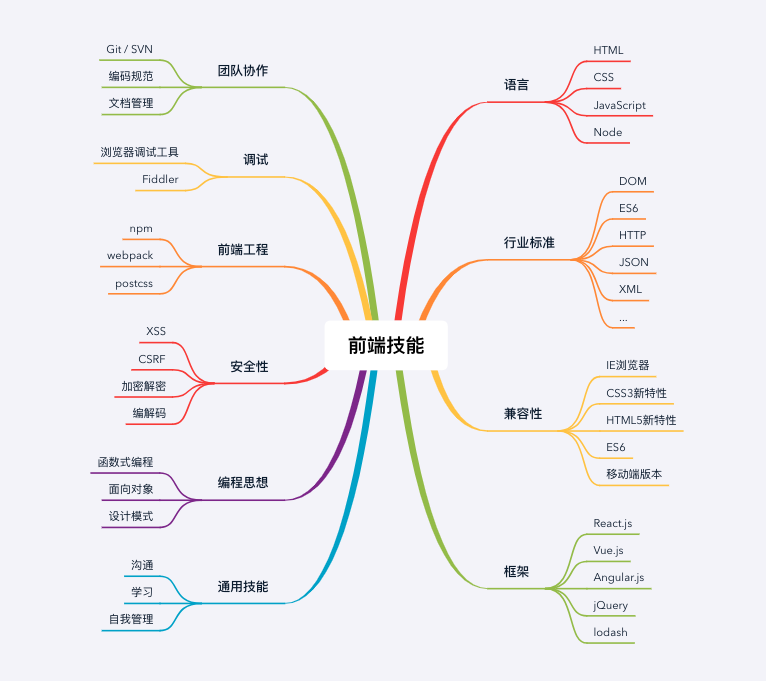 前端技能
语言
HTML
CSS
JavaScript
Node
行业标准
DOM
ES6
HTTP
JSON
XML
...
兼容性
IE浏览器
CSS3新特性
HTML5新特性
ES6
移动端版本
框架
React.js
Vue.js
Angular.js
jQuery
lodash
团队协作
Git / SVN
编码规范
文档管理
调试
浏览器调试工具
Fiddler
前端工程
npm
webpack
postcss
安全性
XSS
CSRF
加密解密
编解码
编程思想
函数式编程
面向对象
设计模式
通用技能
沟通
学习
自我管理